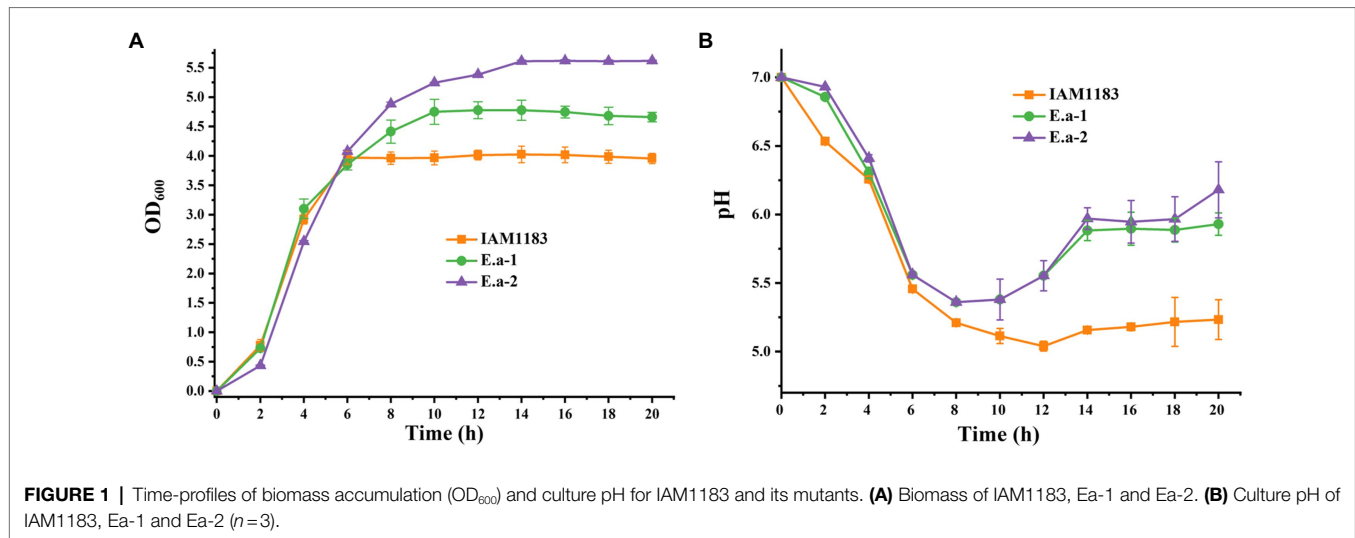 A
B
5.5
5.0
4.5
4.0
3.5
3.0
2.5
2.0
1.5
1.0
0.5
0.0
OD600
0 2 4 6 8 10 12 14 16 18 20
Time (h)
IAM1183
E.a-1
E.a-2
7.0
6.5
6.0
5.5
5.0
pH
0 2 4 6 8 10 12 14 16 18 20
Time (h)
IAM1183
E.a-1
E.a-2
FIGURE 1 | Time-profiles of biomass accumulation (OD600) and culture pH for IAM1183 and its mutants. (A) Biomass of IAM1183, Ea-1 and Ea-2. (B) Culture pH of
IAM1183, Ea-1 and Ea-2 (n=3).